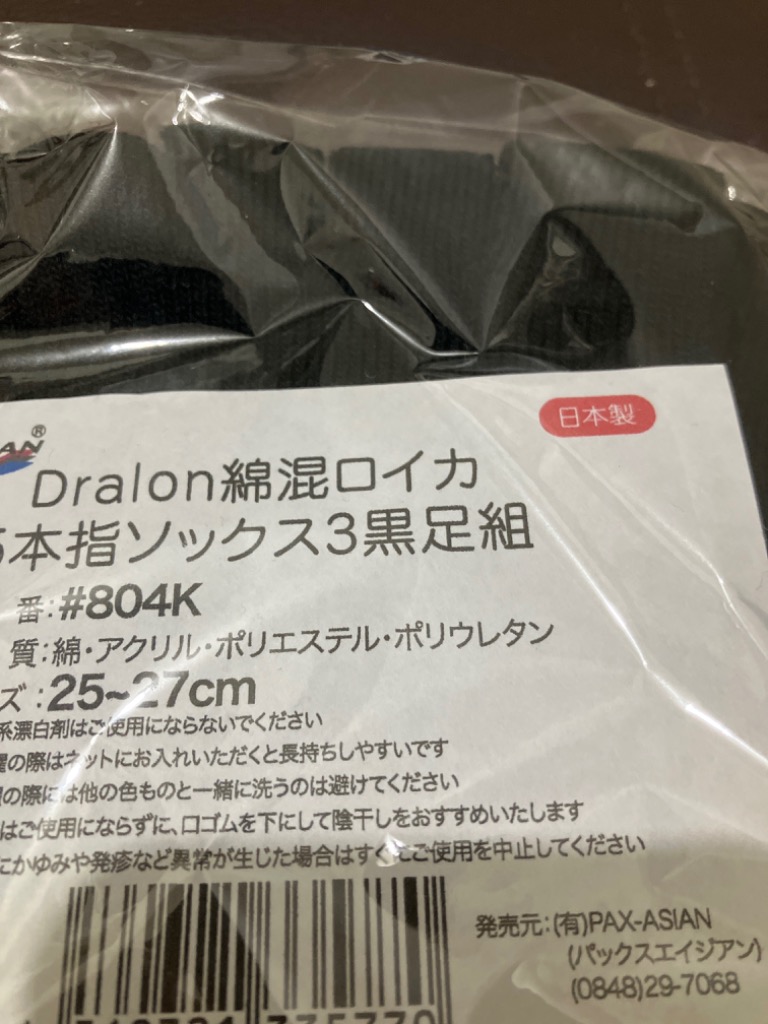 日本製
AN®
Dralon綿混ロイカ
5本指ソックス3黒足組
番:#804K
質:綿・アクリル・ポリエステル・ポリウレタン
ズ:25~27cm
系漂白剤はご使用にならないでください
の際はネットにお入れいただくと長持ちしやすいです
の際には他の色ものと一緒に洗うのは避けてください
はご使用にならずに、口ゴムを下にして陰干しをおすすめいたします
にかゆみや発疹など異常が生じた場合はすぐにご使用を中止してください
発売元:(有)PAX-ASIAN
(パックスエイジアン)
(0848)29-7068